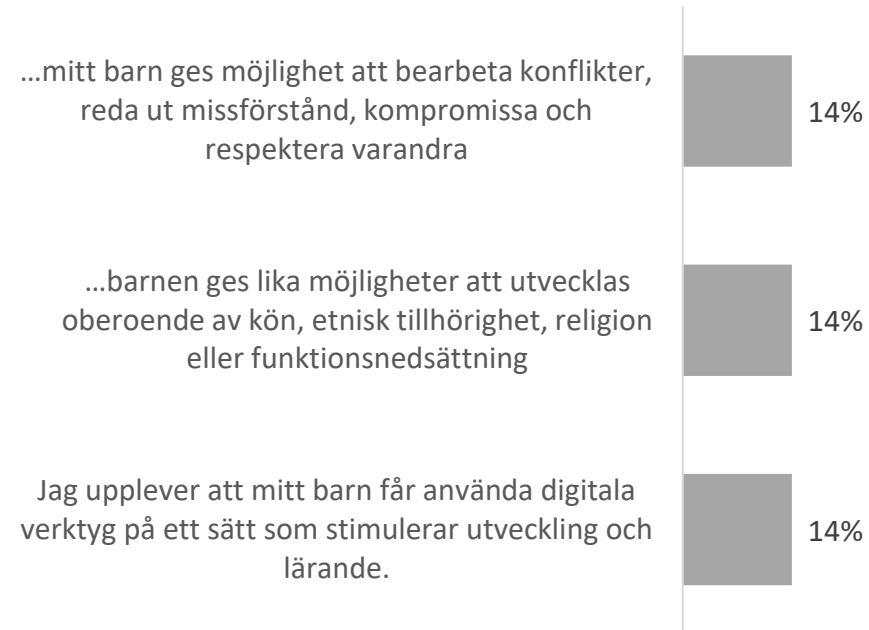 …mitt barn ges möjlighet att bearbeta konflikter,
reda ut missförstånd, kompromissa och
respektera varandra
14%
…barnen ges lika möjligheter att utvecklas
oberoende av kön, etnisk tillhörighet, religion
eller funktionsnedsättning
14%
Jag upplever att mitt barn får använda digitala
verktyg på ett sätt som stimulerar utveckling och
lärande.
14%